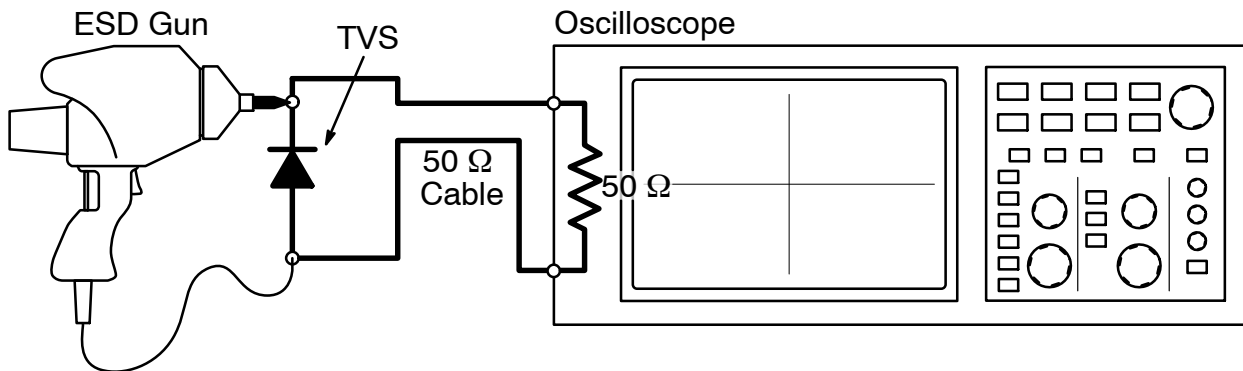 ESD Gun
TVS
Oscilloscope
50 Ω
Cable
50 Ω